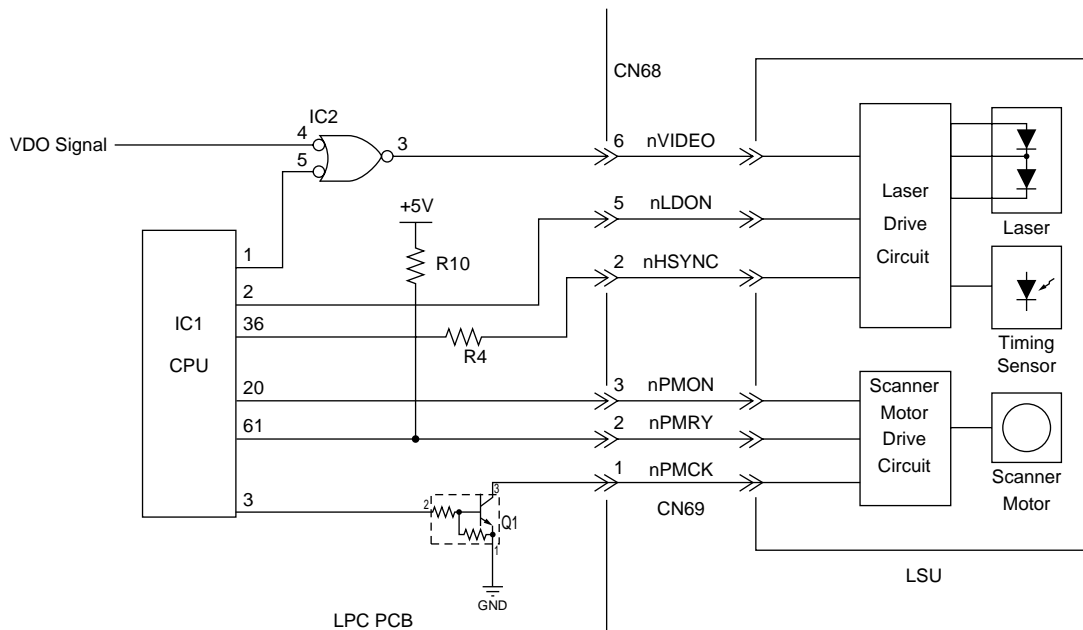 CN68
IC2
VDO Signal
4
5
3
6 nVIDEO
+5V
R10
5 nLDON
2 nHSYNC
Laser
Drive
Circuit
Laser
1
2
36
R4
IC1
CPU
Timing
Sensor
20
3 nPMON
61
2 nPMRY
Scanner
Motor
Drive
Circuit
1 nPMCK
CN69
Scanner
Motor
3
2
3
Q1
1
GND
LPC PCB
LSU